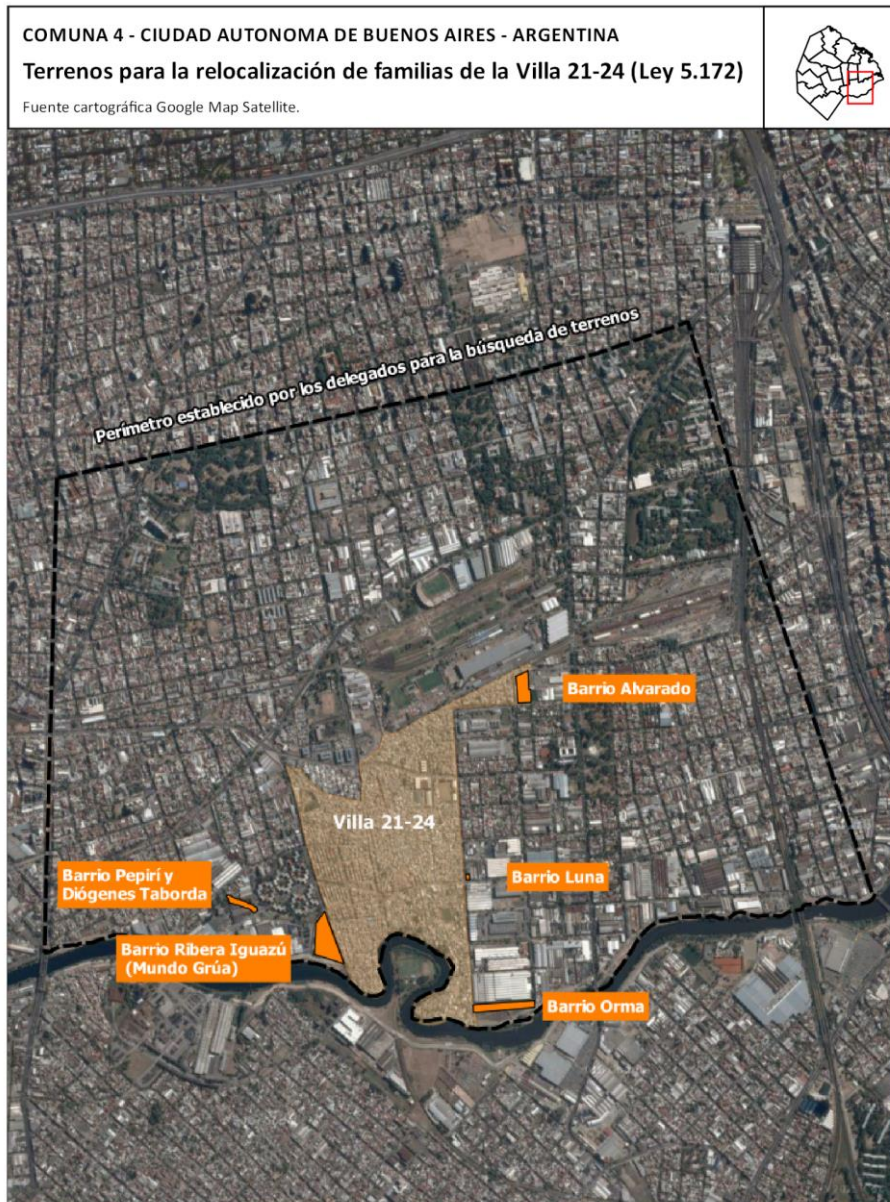 COMUNA 4 - CIUDAD AUTONOMA DE BUENOS AIRES - ARGENTINA
Terrenos para la relocalización de familias de la Villa 21-24 (Ley 5.172)
Fuente cartográfica Google Map Satellite.
Perímetro establecido por los delegados para la búsqueda de terrenos
Barrio Alvarado
Villa 21-24
Barrio Pepirí y
Diógenes Taborda
Barrio Luna
Barrio Ribera Iguazú
(Mundo Grúa)
Barrio Orma